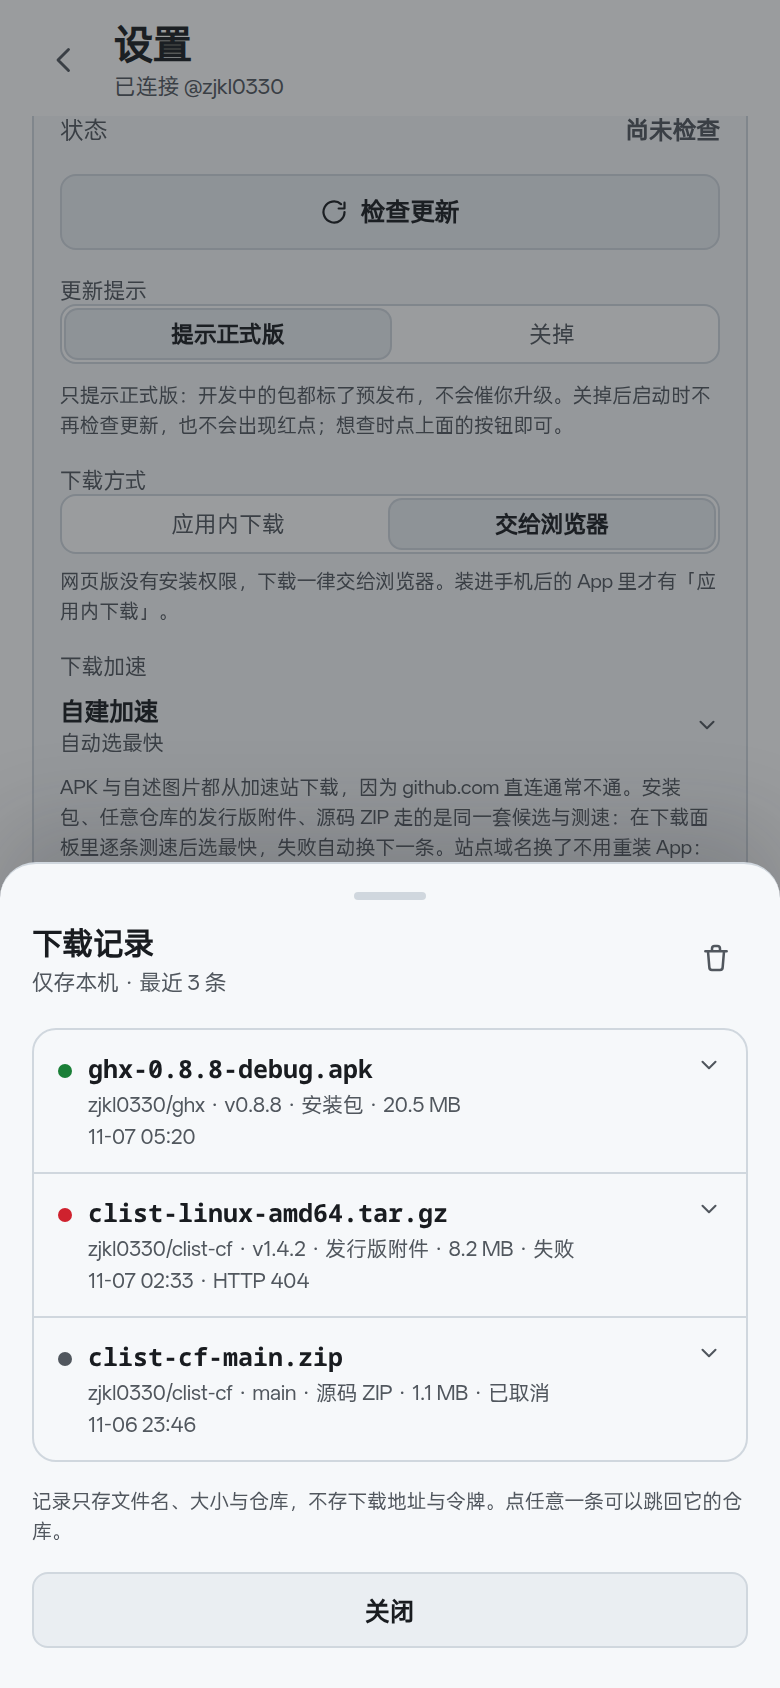 设置
已连接 @zjkl0330
状态
尚未检查
检查更新
更新提示
提示正式版
关掉
只提示正式版：开发中的包都标了预发布，不会催你升级。关掉后启动时不
再检查更新，也不会出现红点；想查时点上面的按钮即可。
下载方式
应用内下载
交给浏览器
网页版没有安装权限，下载一律交给浏览器。装进手机后的 App 里才有「应
用内下载」。
下载加速
自建加速
自动选最快
APK 与自述图片都从加速站下载，因为 github.com 直连通常不通。安装
包、任意仓库的发行版附件、源码 ZIP 走的是同一套候选与测速：在下载面
板里逐条测速后选最快，失败自动换下一条。站点域名换了不用重装 App：
下载记录
仅存本机 · 最近 3 条
ghx-0.8.8-debug.apk
zjkl0330/ghx · v0.8.8 · 安装包 · 20.5 MB
11-07 05:20
clist-linux-amd64.tar.gz
zjkl0330/clist-cf · v1.4.2 · 发行版附件 · 8.2 MB · 失败
11-07 02:33 · HTTP 404
clist-cf-main.zip
zjkl0330/clist-cf · main · 源码 ZIP · 1.1 MB · 已取消
11-06 23:46
记录只存文件名、大小与仓库，不存下载地址与令牌。点任意一条可以跳回它的仓
库。
关闭